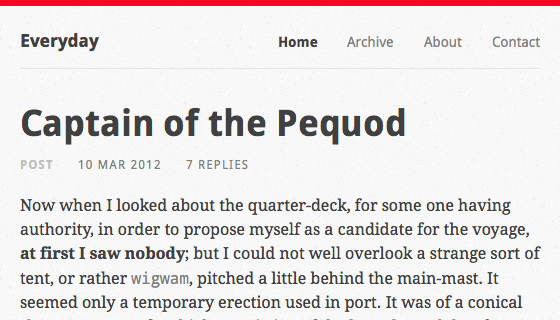 Everyday Home Archive About Contact
Captain of the Pequod
POST 10 MAR 2012 7 REPLIES
Now when I looked about the quarter-deck, for some one having
authority, in order to propose myself as a candidate for the voyage,
at first I saw nobody; but I could not well overlook a strange sort of
tent, or rather wigwam, pitched a little behind the main-mast. It
seemed only a temporary erection used in port. It was of a conical